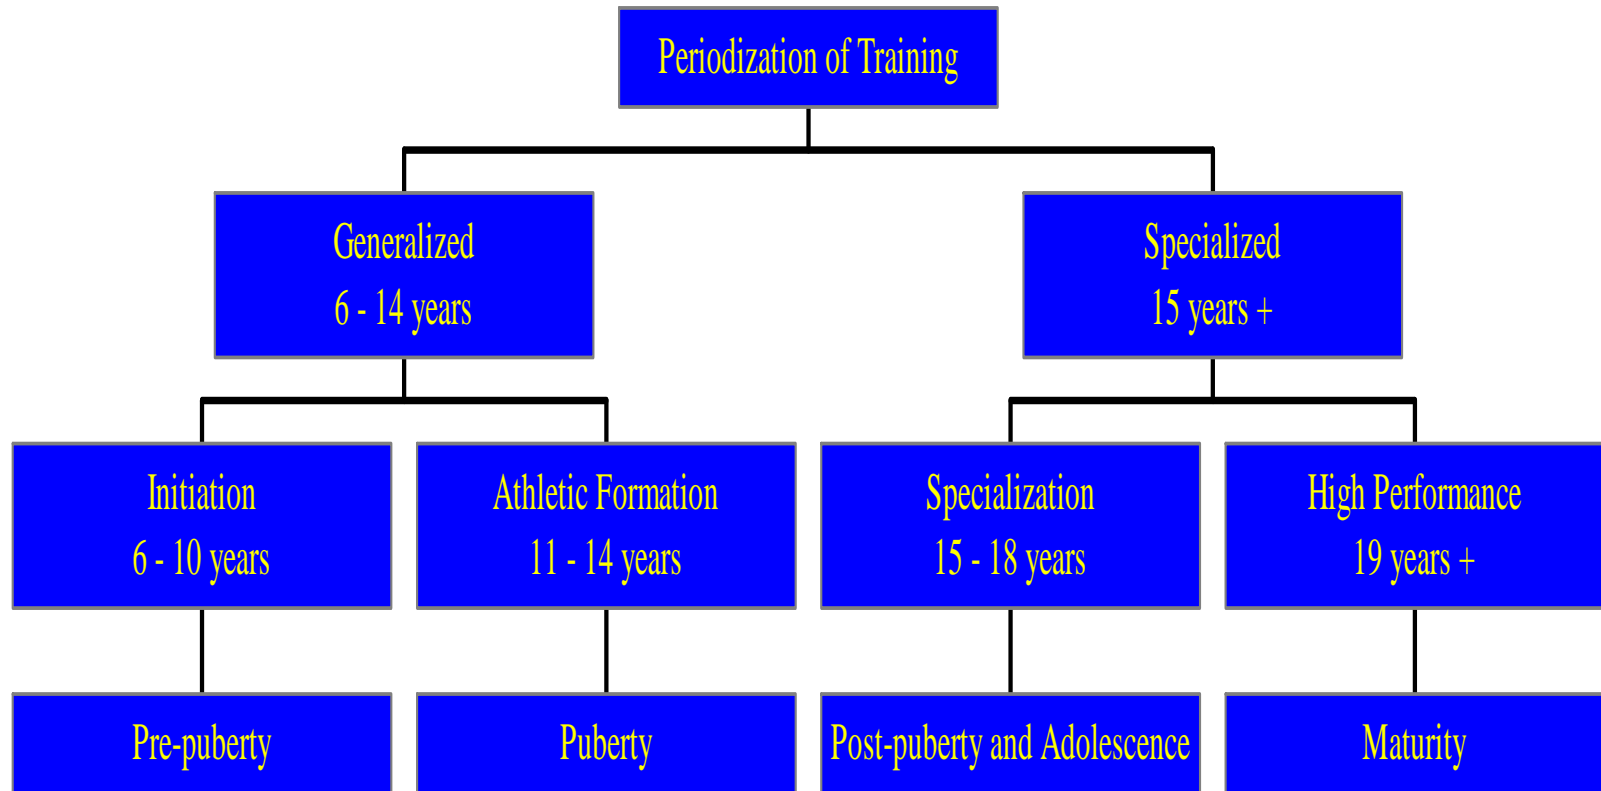 Periodization of Training
Generalized
6 - 14 years
Specialized
15 years +
Initiation
6 - 10 years
Athletic Formation
11 - 14 years
Specialization
15 - 18 years
High Performance
19 years +
Pre-puberty
Puberty
Post-puberty and Adolescence
Maturity